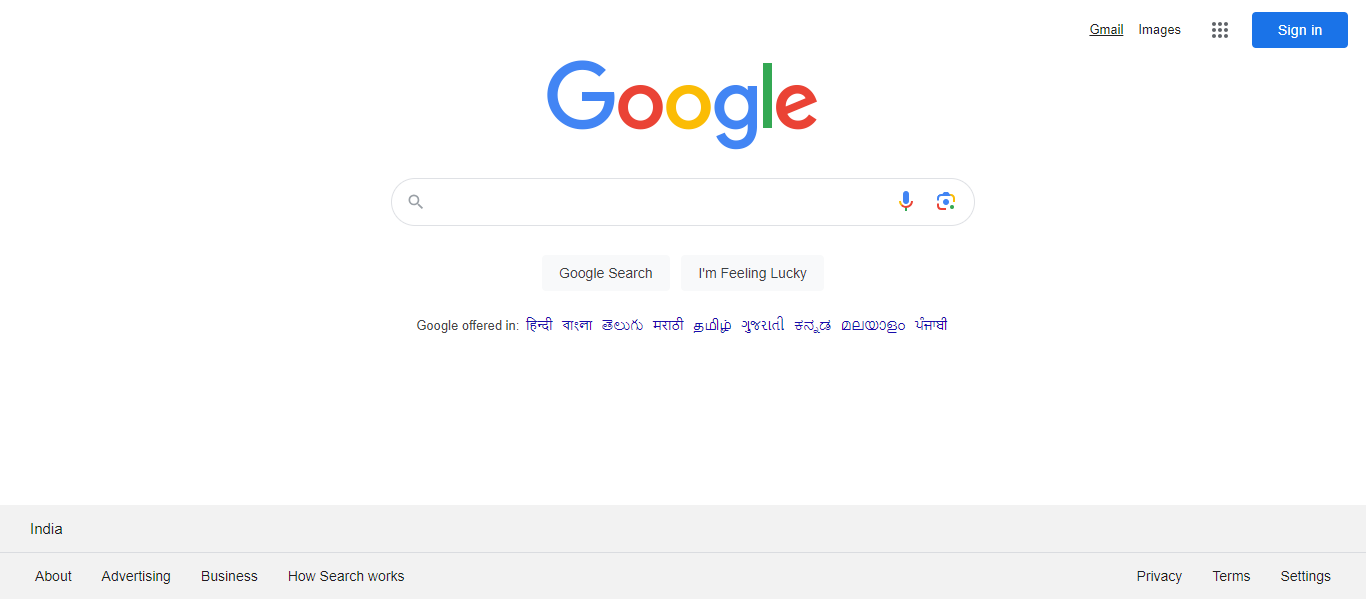 Gmail Images Sign in
Google
Google Search I'm Feeling Lucky
Google offered in: हिन्दी বাংলা తెలుగు मराठी தமிழ் ગુજરાતી ಕನ್ನಡ മലയാളം ਪੰਜਾਬੀ
India
About Advertising Business How Search works Privacy Terms Settings